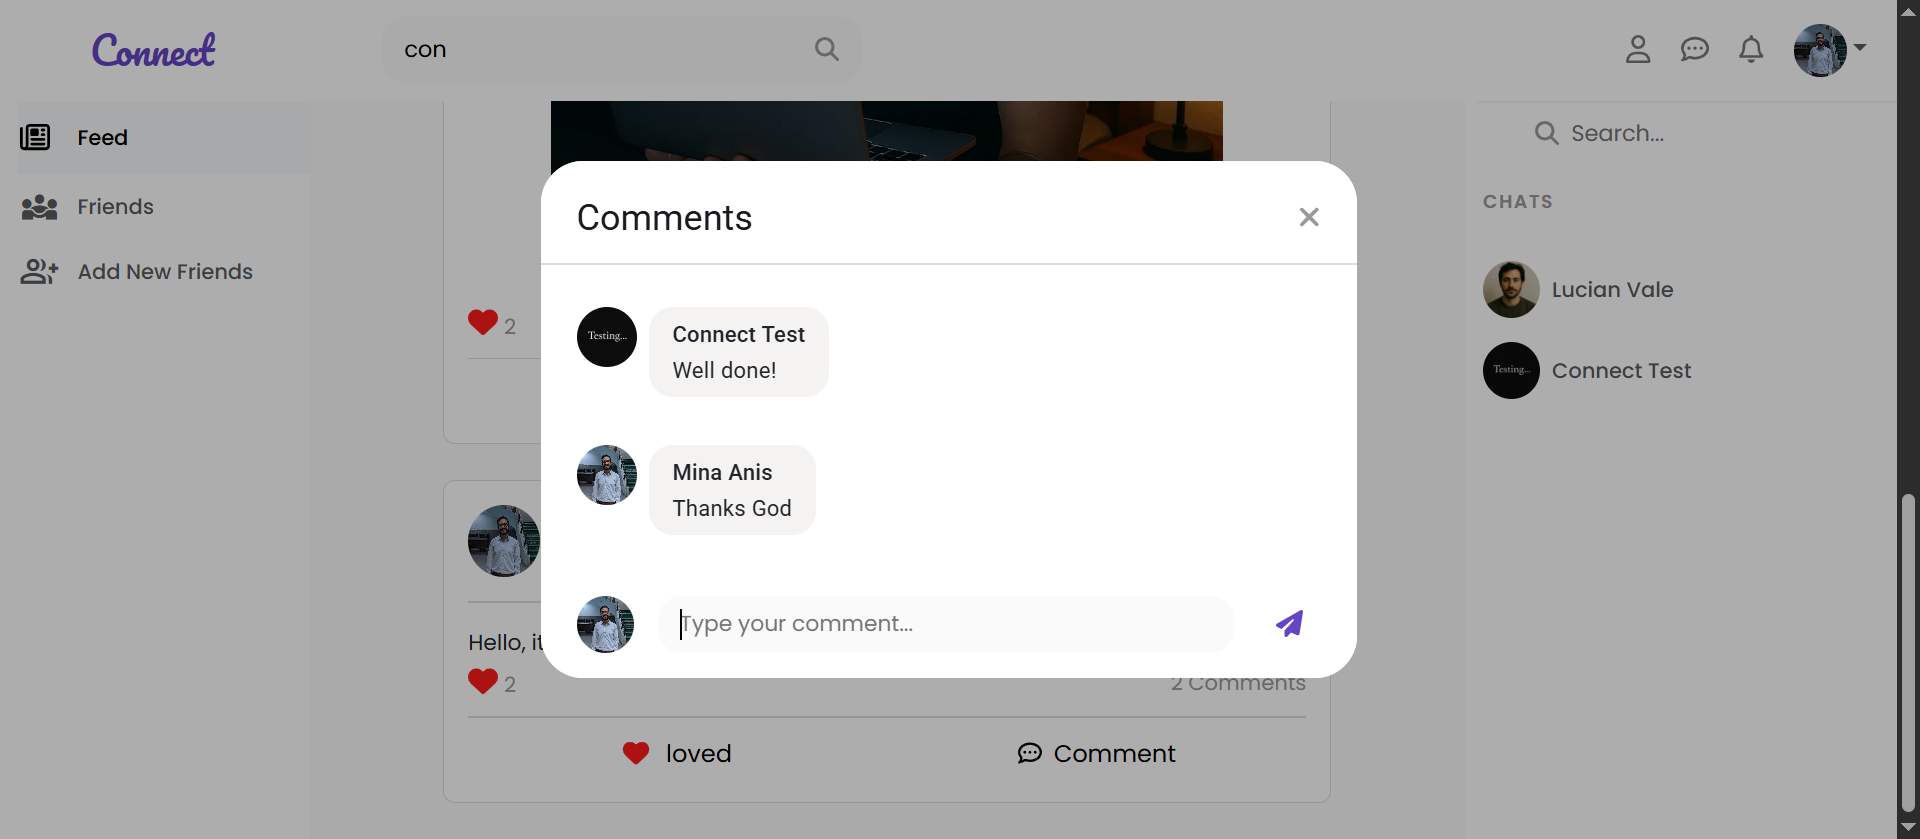 Connect
con
Feed
Friends
Add New Friends
2
Hello, it
2
2 Comments
loved
Comment
Comments
Testing...
Connect Test
Well done!
Mina Anis
Thanks God
Type your comment...
Search...
CHATS
Lucian Vale
Testing...
Connect Test